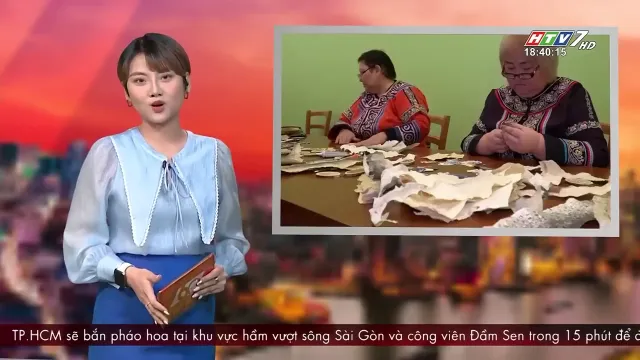 HTV7 HD
18:40:15
TP.HCM sẽ bắn pháo hoa tại khu vực hầm vượt sông Sài Gòn và công viên Đầm Sen trong 15 phút để